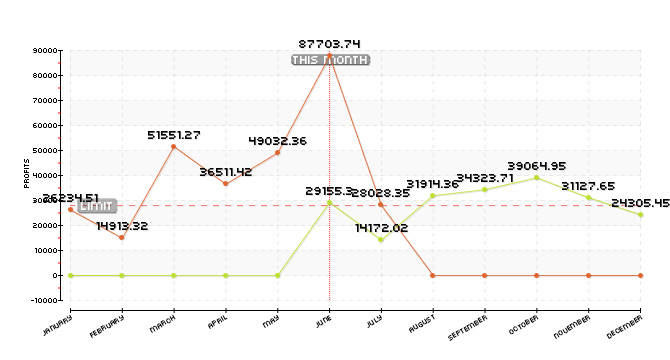 87703.74
90000
THIS MONTH
80000
70000
60000
51551.27
49032.36
50000
36511.42
39064.95
40000
31914.36
34323.71
31127.65
26234.51
29155.3
28028.35
24305.45
30000
LIMIT
14913.32
14172.02
20000
10000
0
-10000
PROFITS
JANUARY
FEBRUARY
MARCH
APRIL
MAY
JUNE
JULY
AUGUST
SEPTEMBER
OCTOBER
NOVEMBER
DECEMBER